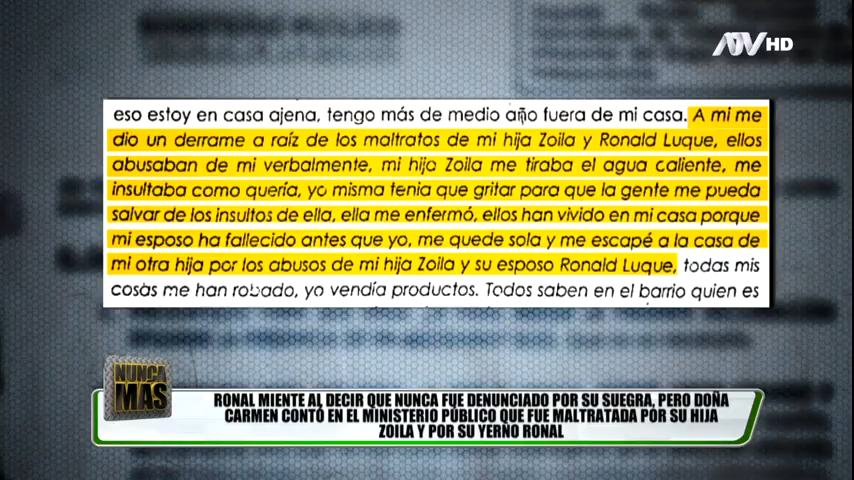 ATV HD
eso estoy en casa ajena, tengo más de medio año fuera de mi casa. A mi me
dio un derrame a raíz de los maltratos de mi hija Zoila y Ronald Luque, ellos
abusaban de mi verbalmente, mi hija Zoila me tiraba el agua caliente, me
insultaba como quería, yo misma tenia que gritar para que la gente me pueda
salvar de los insultos de ella, ella me enfermó, ellos han vivido en mi casa porque
mi esposo ha fallecido antes que yo, me quede sola y me escapé a la casa de
mi otra hija por los abusos de mi hija Zoila y su esposo Ronald Luque, todas mis
cosas me han robado, yo vendía productos. Todos saben en el barrio quien es
NUNCA
MÁS
RONAL MIENTE AL DECIR QUE NUNCA FUE DENUNCIADO POR SU SUEGRA, PERO DOÑA
CARMEN CONTÓ EN EL MINISTERIO PÚBLICO QUE FUE MALTRATADA POR SU HIJA
ZOILA Y POR SU YERNO RONAL